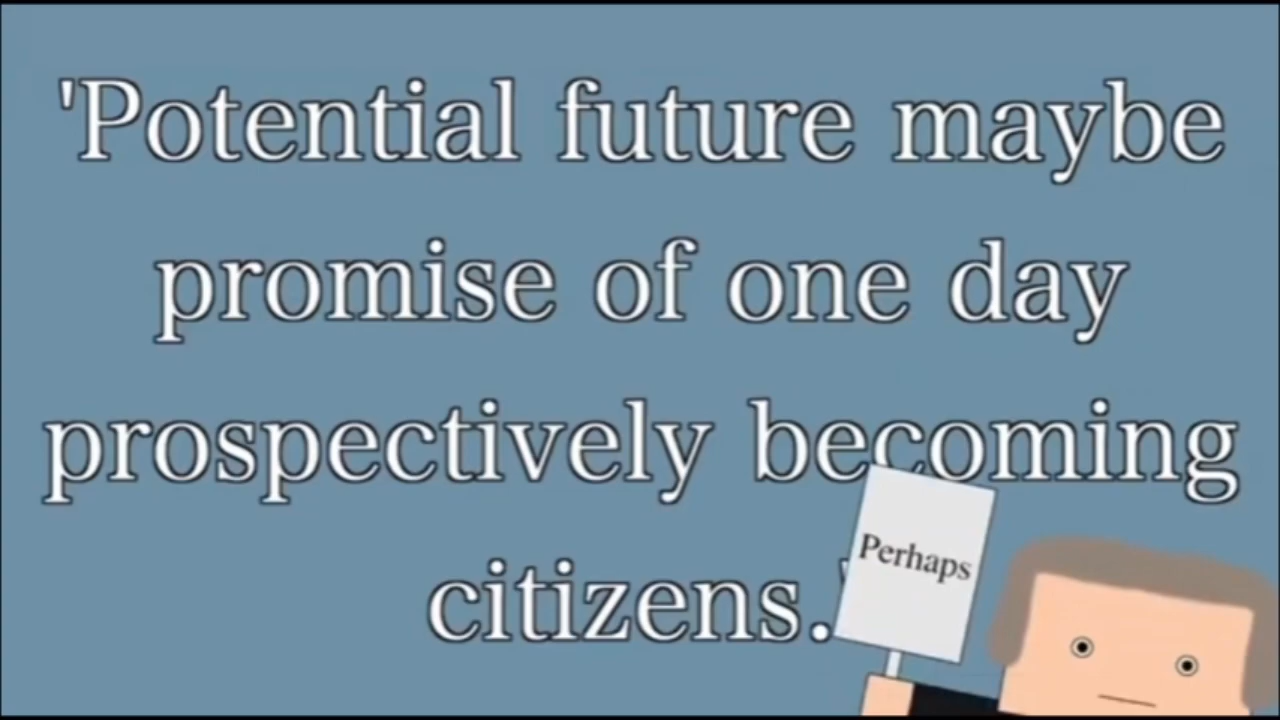 'Potential future maybe
promise of one day
prospectively becoming
citizens.'
Perhaps